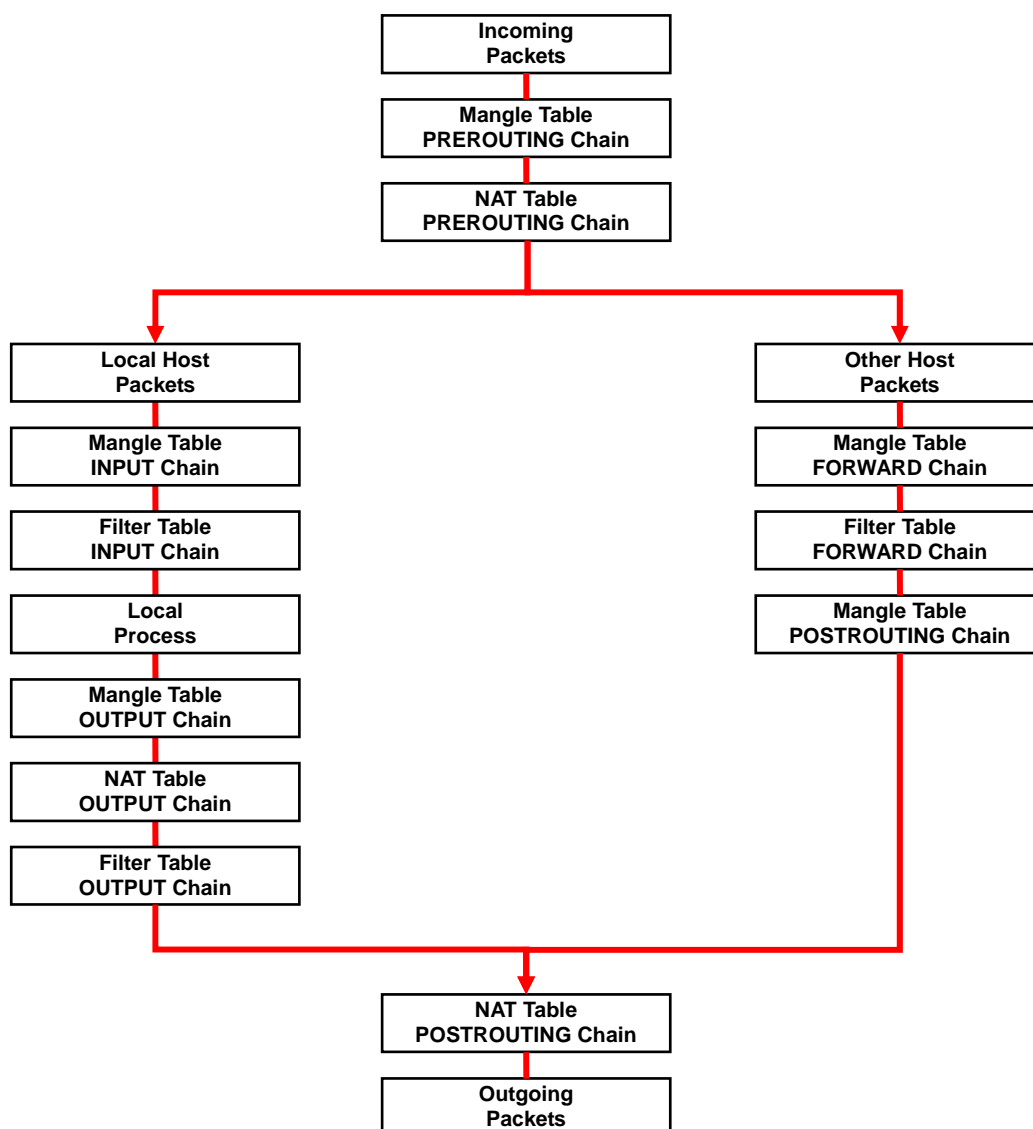 Incoming
Packets
Mangle Table
PREROUTING Chain
NAT Table
PREROUTING Chain
Local Host
Packets
Mangle Table
INPUT Chain
Filter Table
INPUT Chain
Local
Process
Mangle Table
OUTPUT Chain
NAT Table
OUTPUT Chain
Filter Table
OUTPUT Chain
Other Host
Packets
Mangle Table
FORWARD Chain
Filter Table
FORWARD Chain
Mangle Table
POSTROUTING Chain
NAT Table
POSTROUTING Chain
Outgoing
Packets